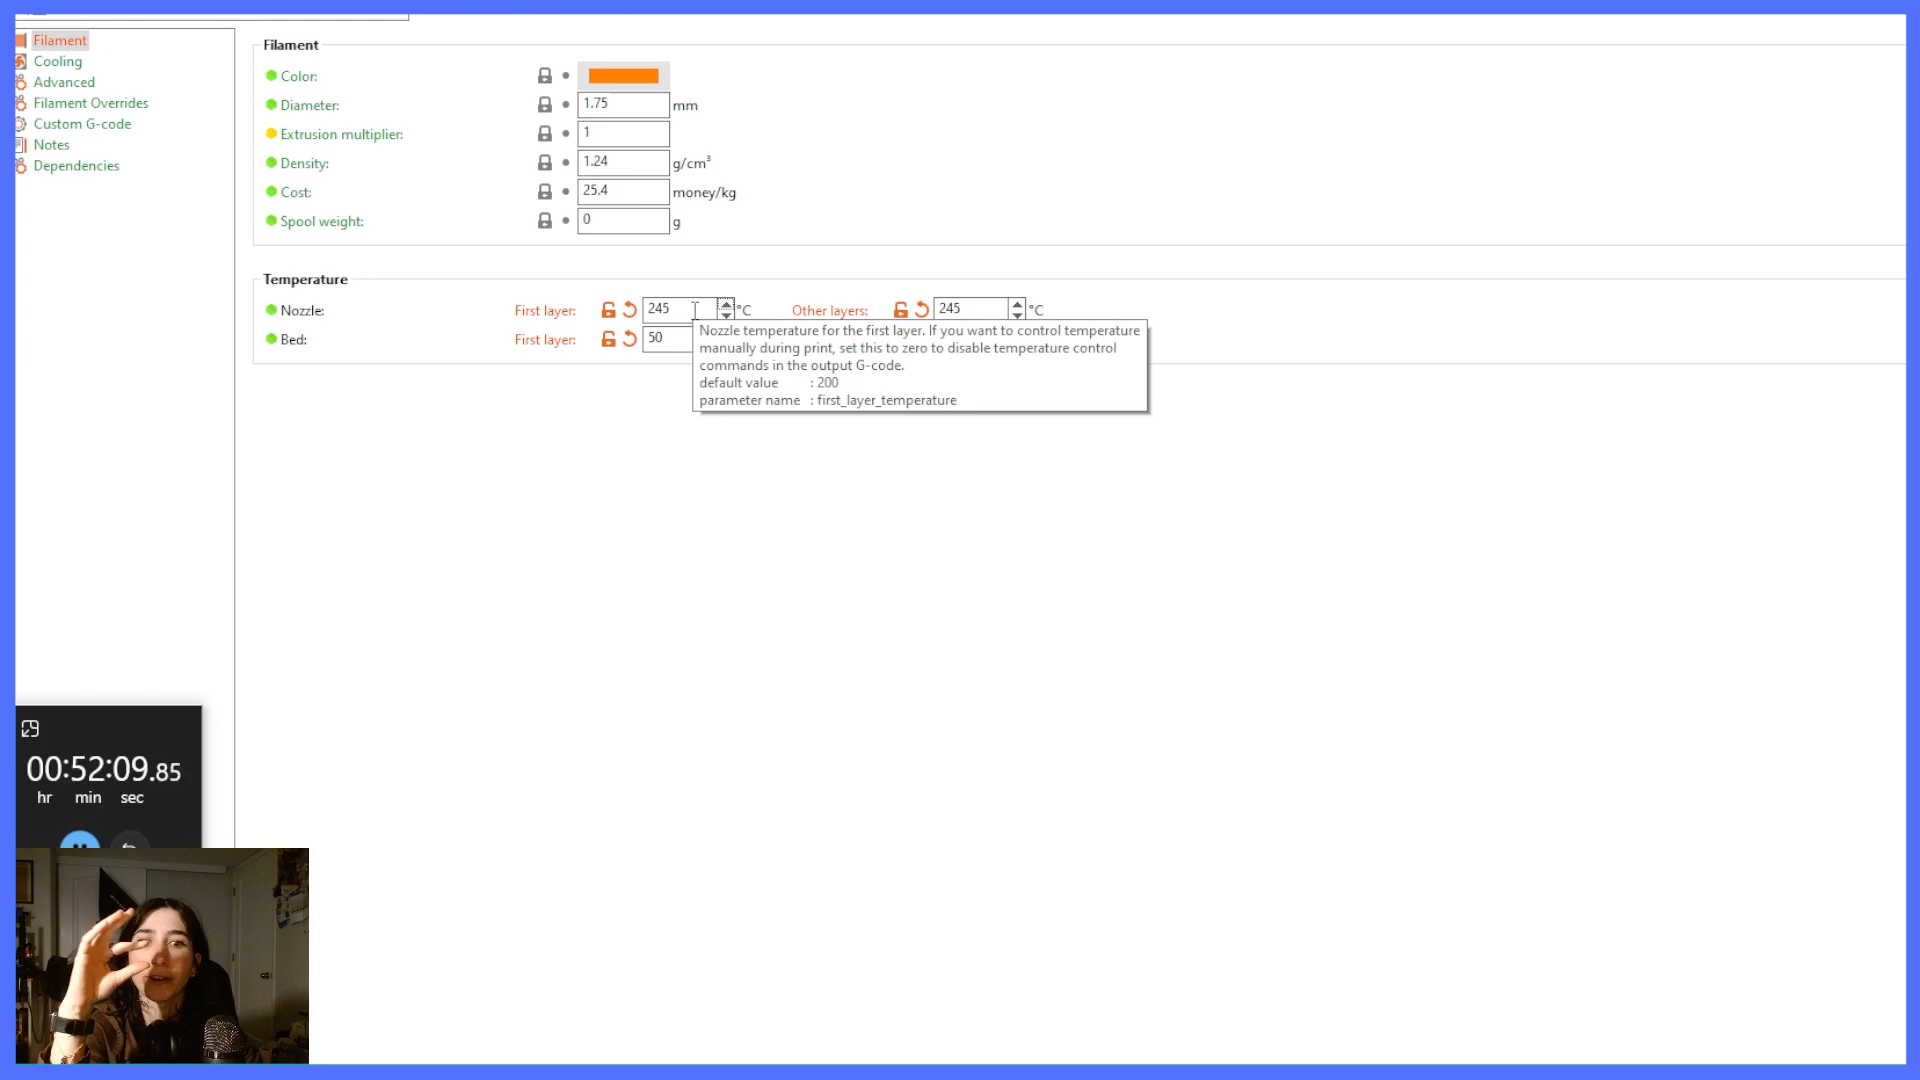 Filament
Cooling
Advanced
Filament Overrides
Custom G-code
Notes
Dependencies
Filament
Color:
Diameter: 1.75 mm
Extrusion multiplier: 1
Density: 1.24 g/cm³
Cost: 25.4 money/kg
Spool weight: 0 g
Temperature
Nozzle: First layer: 245 °C Other layers: 245 °C
Bed: First layer: 50
Nozzle temperature for the first layer. If you want to control temperature
manually during print, set this to zero to disable temperature control
commands in the output G-code.
default value : 200
parameter name : first_layer_temperature
00:52:09.85
hr min sec